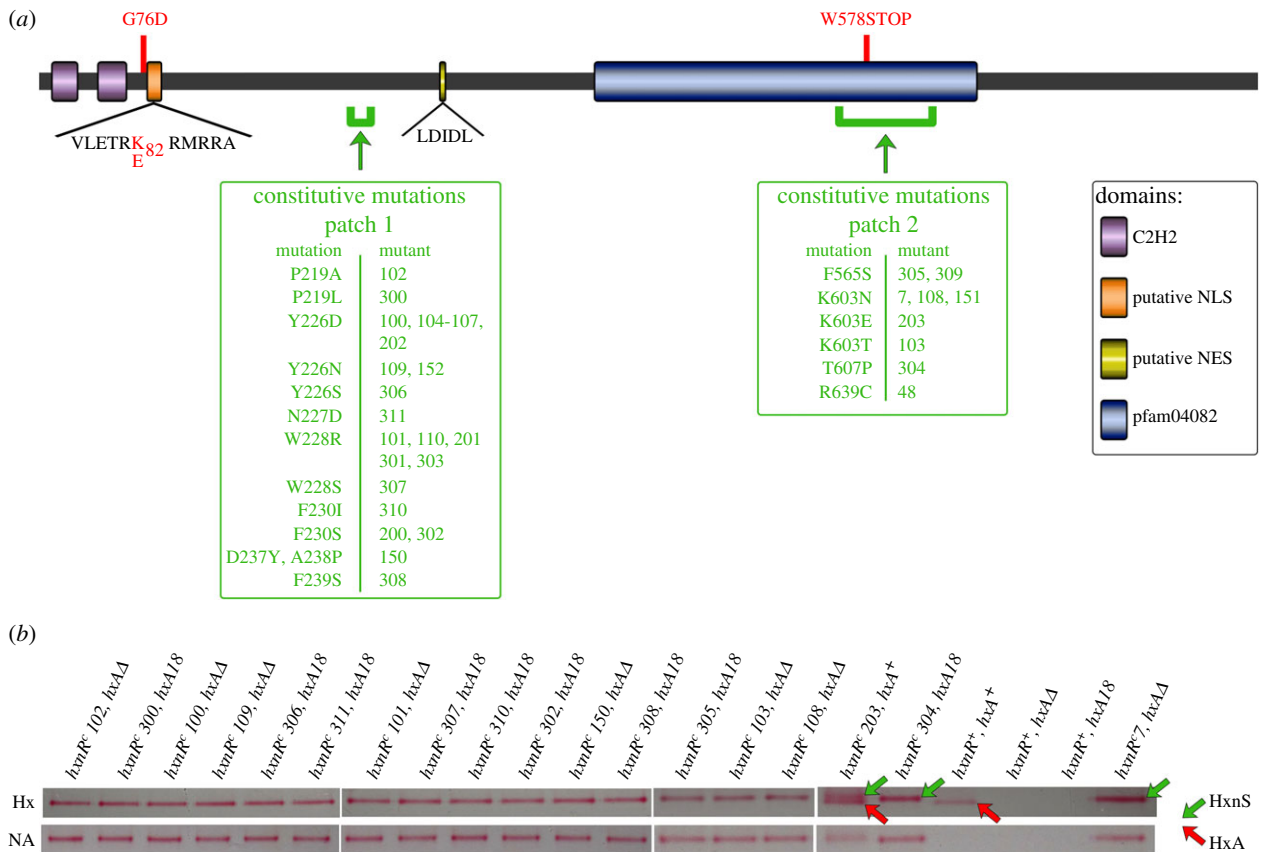 (a)
G76D
W578STOP
VLETRK82RMRRA
E
LDIDL
constitutive mutations
patch 1
mutation mutant
P219A 102
P219L 300
Y226D 100, 104-107,
202
Y226N 109, 152
Y226S 306
N227D 311
W228R 101, 110, 201
301, 303
W228S 307
F230I 310
F230S 200, 302
D237Y, A238P 150
F239S 308
constitutive mutations
patch 2
mutation mutant
F565S 305, 309
K603N 7, 108, 151
K603E 203
K603T 103
T607P 304
R639C 48
domains:
C2H2
putative NLS
putative NES
pfam04082
(b)
hxnRᶜ 102, hxAΔ
hxnRᶜ 300, hxA18
hxnRᶜ 100, hxAΔ
hxnRᶜ 109, hxAΔ
hxnRᶜ 306, hxA18
hxnRᶜ 311, hxA18
hxnRᶜ 101, hxAΔ
hxnRᶜ 307, hxA18
hxnRᶜ 310, hxA18
hxnRᶜ 302, hxA18
hxnRᶜ 150, hxAΔ
hxnRᶜ 308, hxA18
hxnRᶜ 305, hxA18
hxnRᶜ 103, hxAΔ
hxnRᶜ 108, hxAΔ
hxnRᶜ 203, hxA⁺
hxnRᶜ 304, hxA18
hxnR⁺, hxA⁺
hxnR⁺, hxAΔ
hxnR⁺, hxA18
hxnRᶜ7, hxAΔ
Hx
HxnS
NA
HxA